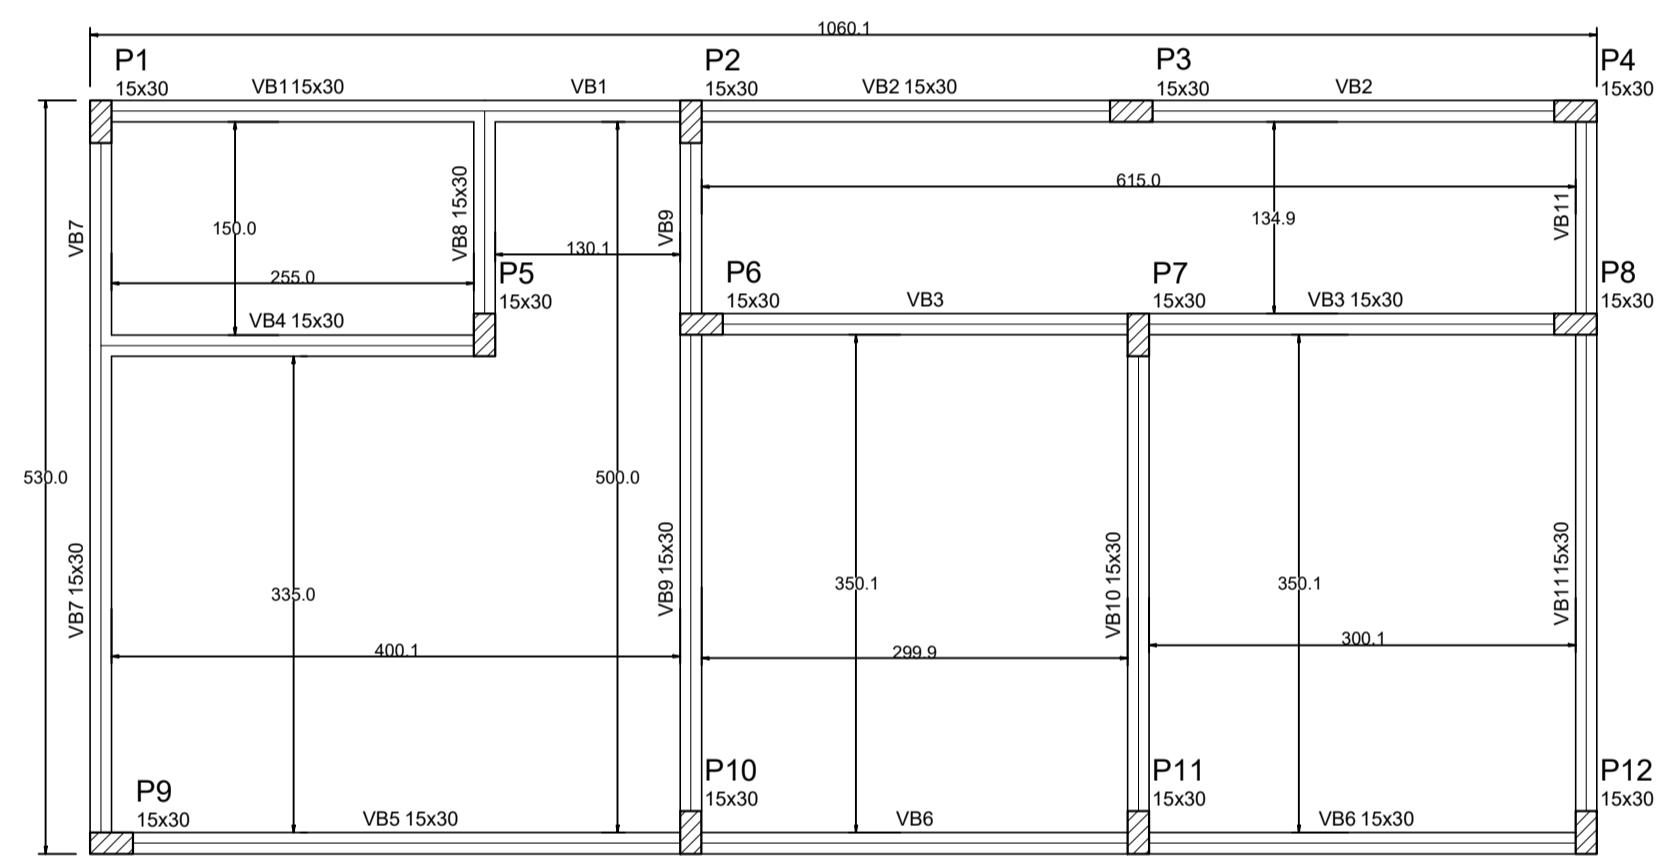 1060.1
P1
15x30
VB1 15x30
VB1
P2
15x30
VB2 15x30
P3
15x30
VB2
P4
15x30
VB7
150.0
255.0
VB4 15x30
VB8 15x30
130.1
P5
15x30
VB9
615.0
134.9
VB11
P6
15x30
VB3
P7
15x30
VB3 15x30
P8
15x30
530.0
VB7 15x30
335.0
400.1
500.0
VB9 15x30
350.1
299.9
VB10 15x30
350.1
300.1
VB11 15x30
P9
15x30
VB5 15x30
P10
15x30
VB6
P11
15x30
VB6 15x30
P12
15x30